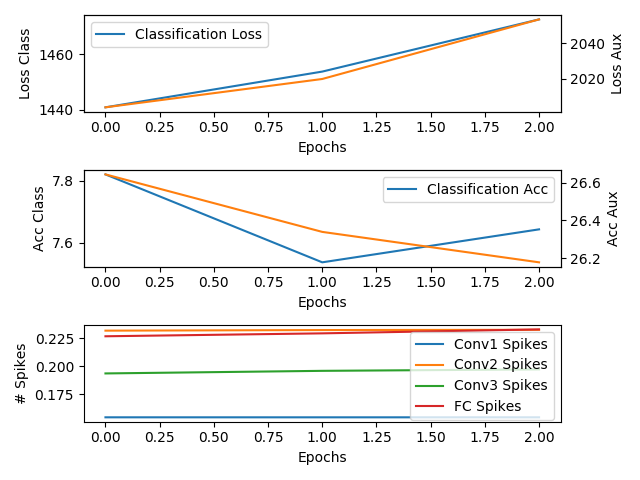 Classification Loss
1460
1440
Loss Class
2040
2020
Loss Aux
0.00 0.25 0.50 0.75 1.00 1.25 1.50 1.75 2.00
Epochs
Classification Acc
7.8
7.6
Acc Class
26.6
26.4
26.2
Acc Aux
0.00 0.25 0.50 0.75 1.00 1.25 1.50 1.75 2.00
Epochs
0.225
0.200
0.175
# Spikes
Conv1 Spikes
Conv2 Spikes
Conv3 Spikes
FC Spikes
0.00 0.25 0.50 0.75 1.00 1.25 1.50 1.75 2.00
Epochs